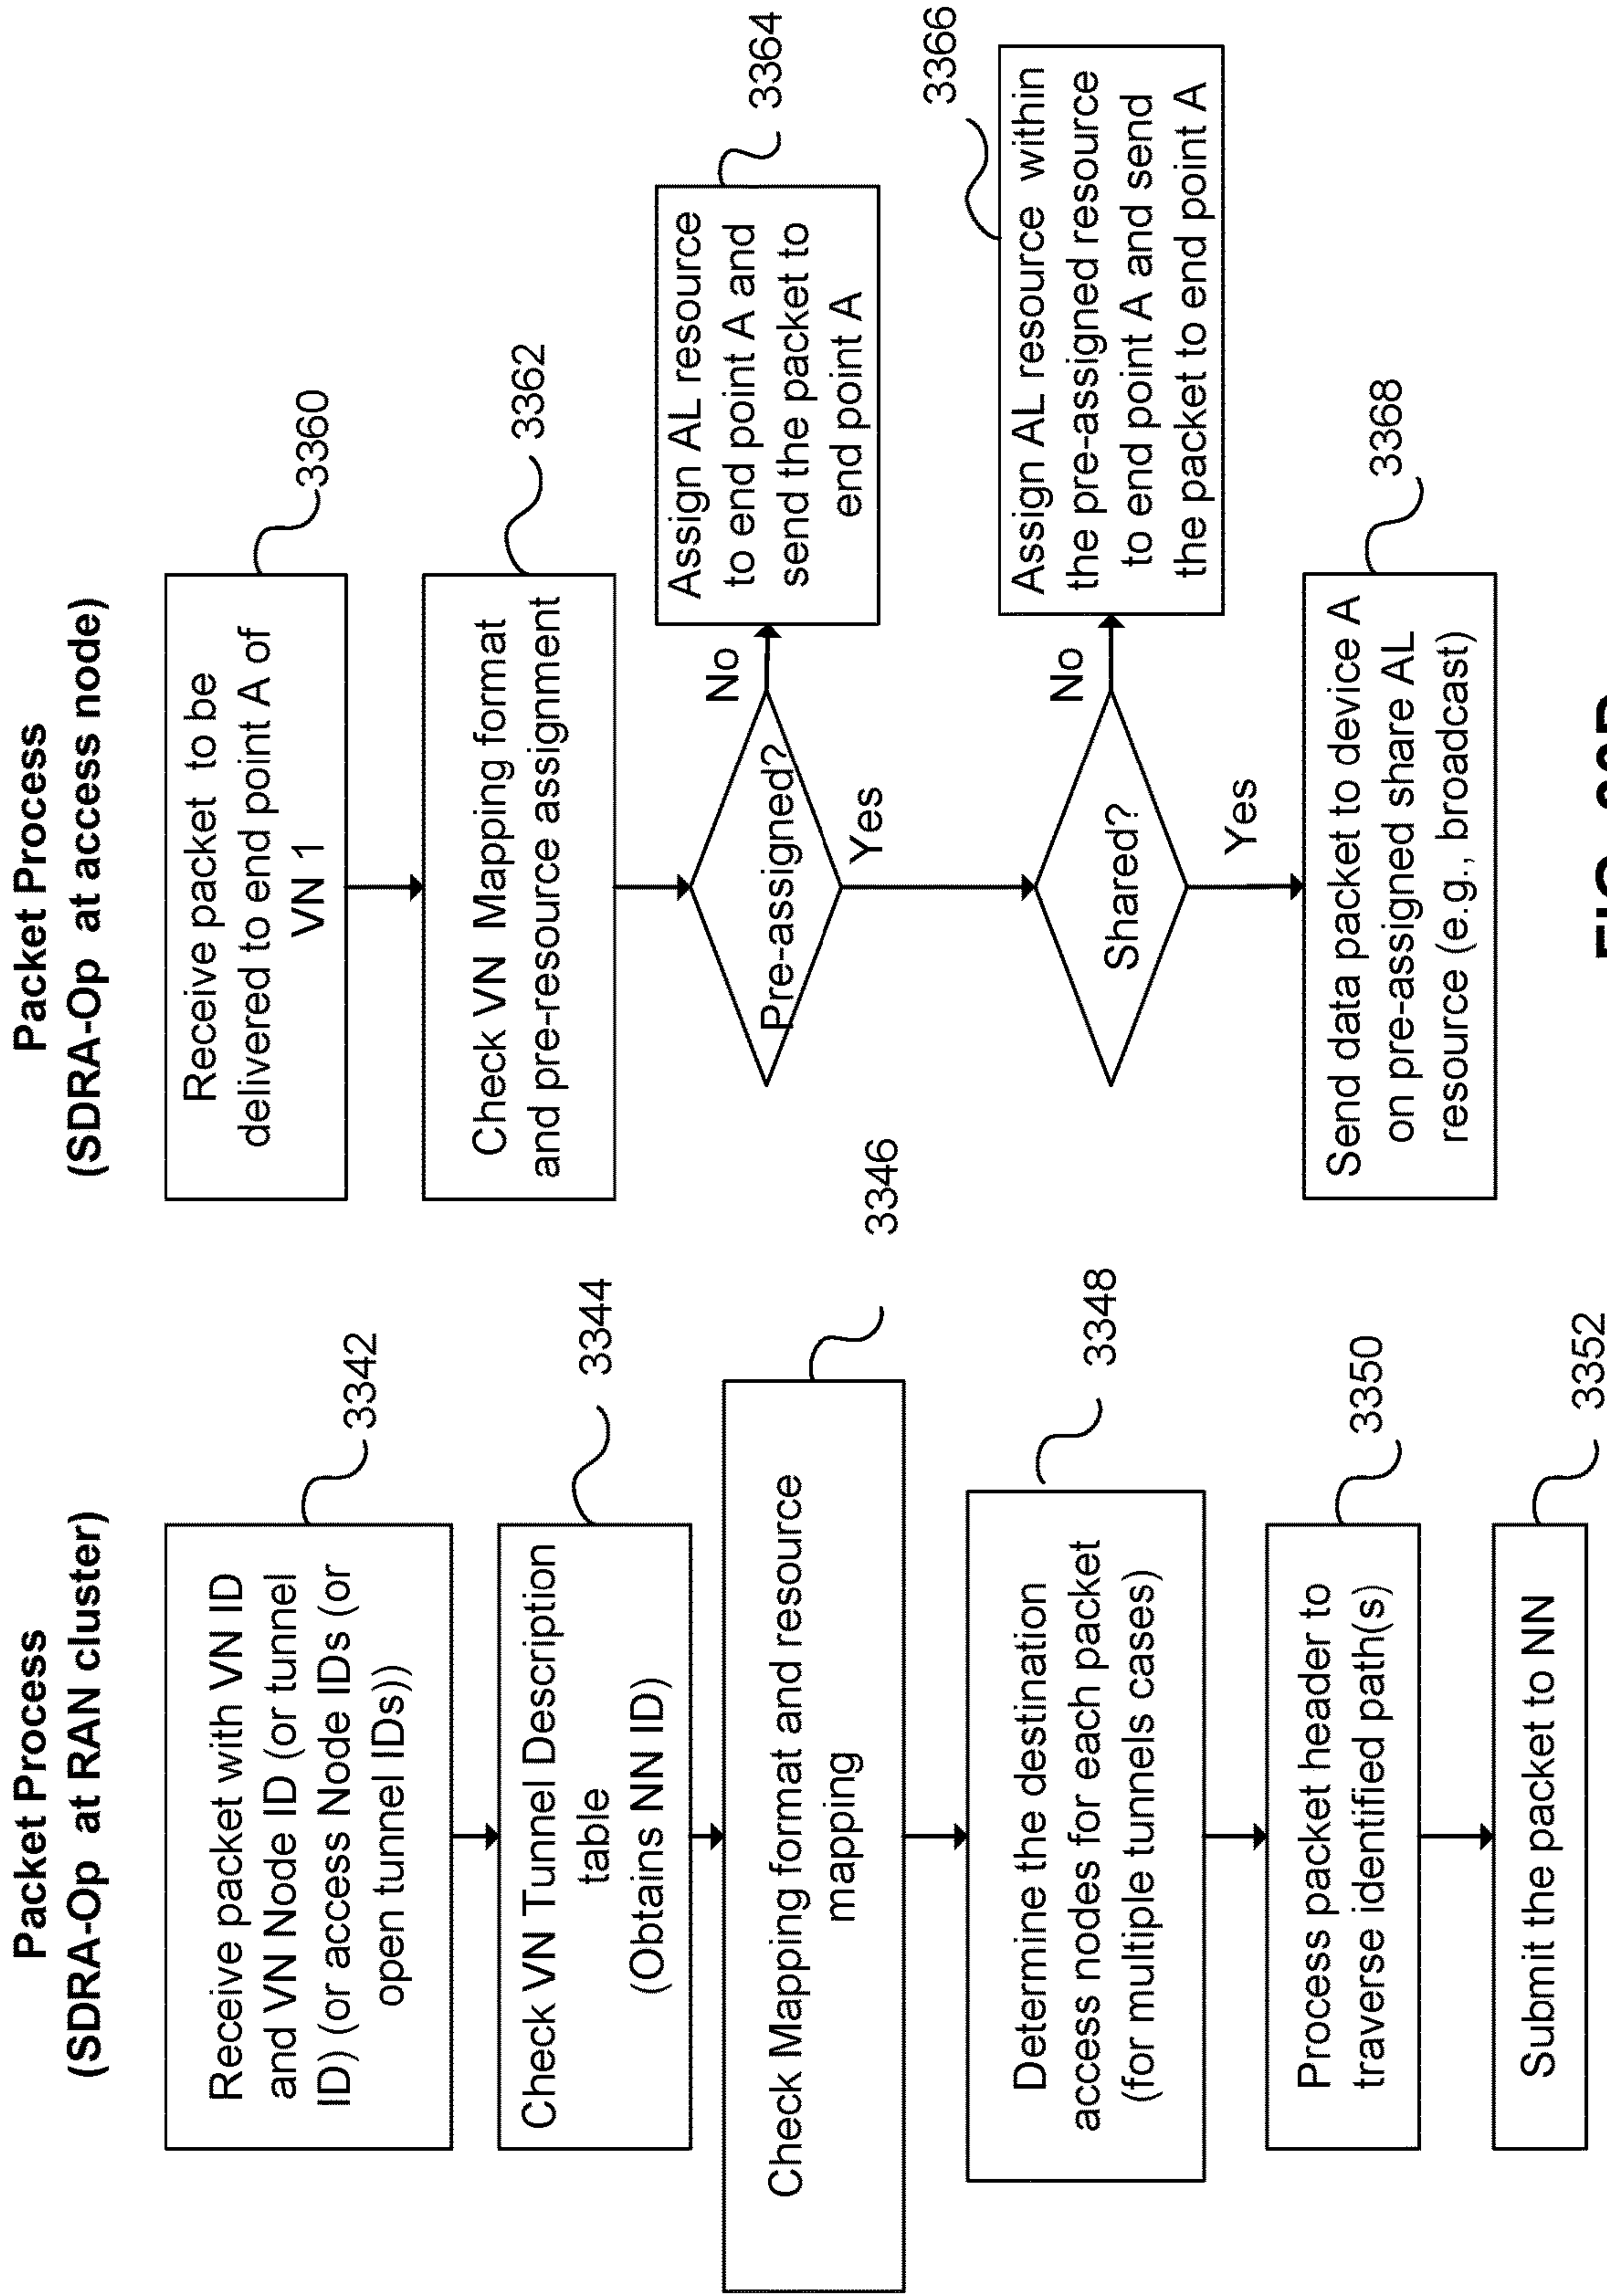 Packet Process
(SDRA-Op at RAN cluster)
Receive packet with VN ID
and VN Node ID (or tunnel
ID) (or access Node IDs (or
open tunnel IDs))
3342
Check VN Tunnel Description
table
(Obtains NN ID)
3344
Check Mapping format and resource
mapping
3346
Determine the destination
access nodes for each packet
(for multiple tunnels cases)
3348
Process packet header to
traverse identified path(s)
3350
Submit the packet to NN
3352
Packet Process
(SDRA-Op at access node)
Receive packet to be
delivered to end point A of
VN 1
3360
Check VN Mapping format
and pre-resource assignment
3362
Pre-assigned?
No
Yes
Assign AL resource
to end point A and
send the packet to
end point A
3364
Shared?
No
Yes
Assign AL resource within
the pre-assigned resource
to end point A and send
the packet to end point A
3366
Send data packet to device A
on pre-assigned share AL
resource (e.g., broadcast)
3368